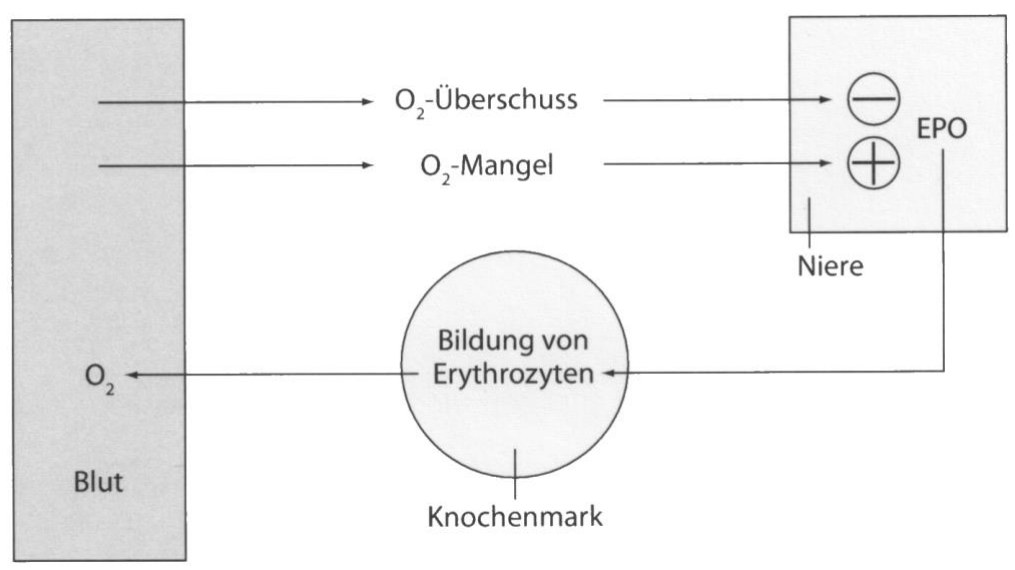 O₂-Überschuss
EPO
O₂-Mangel
Niere
Bildung von
Erythrozyten
O₂
Blut
Knochenmark